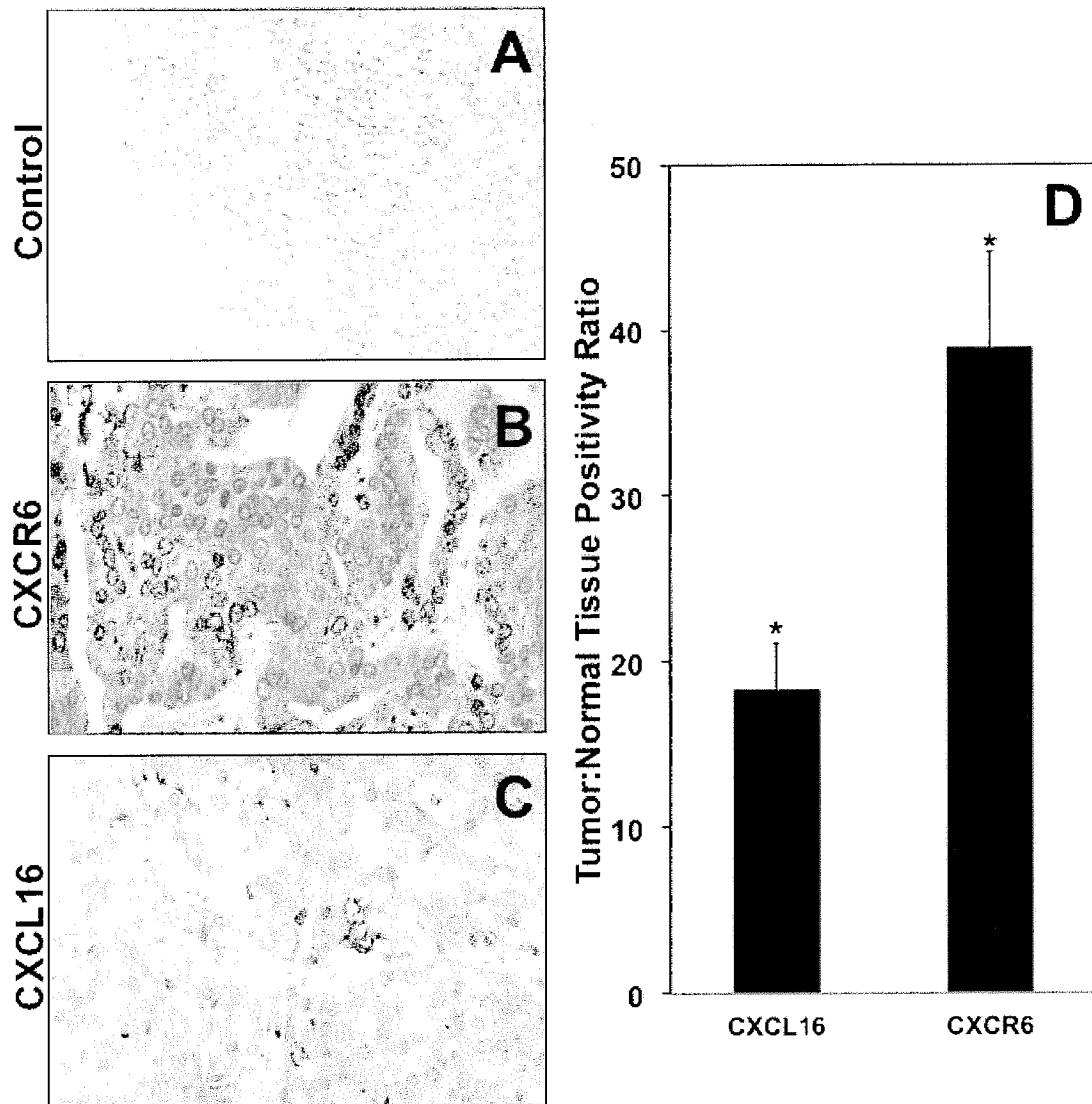 Control
A
CXCR6
B
CXCL16
C
D
Tumor:Normal Tissue Positivity Ratio
50
40
30
20
10
0
*
*
CXCL16
CXCR6